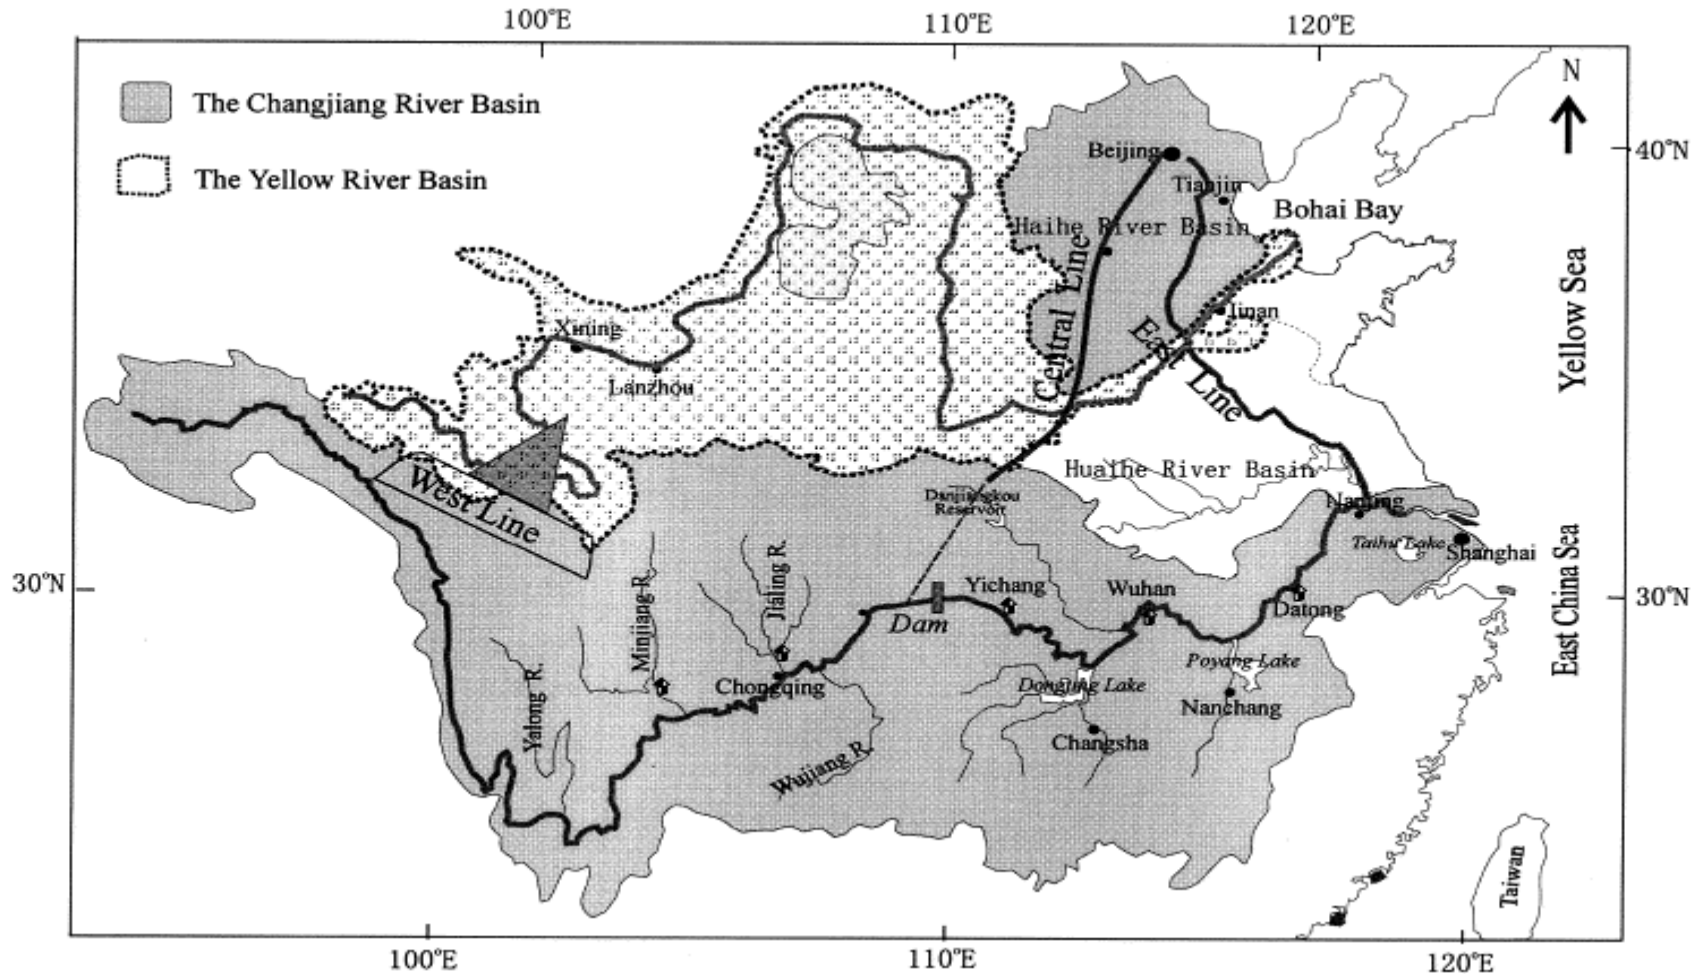 100°E
110°E
120°E
The Changjiang River Basin
The Yellow River Basin
N
40°N
Beijing
Tianjin
Bohai Bay
Haihe River Basin
Central Line
Yellow Sea
Xining
Jinan
East Line
Lanzhou
West Line
Huaihe River Basin
Danjiangkou
Reservoir
Nanjing
Taihu Lake
Shanghai
30°N
30°N
East China Sea
Minjiang R.
Jialing R.
Yichang
Wuhan
Datong
Dam
Poyang Lake
Chongqing
Dongting Lake
Nanchang
Yalong R.
Changsha
Wujiang R.
Taiwan
100°E
110°E
120°E